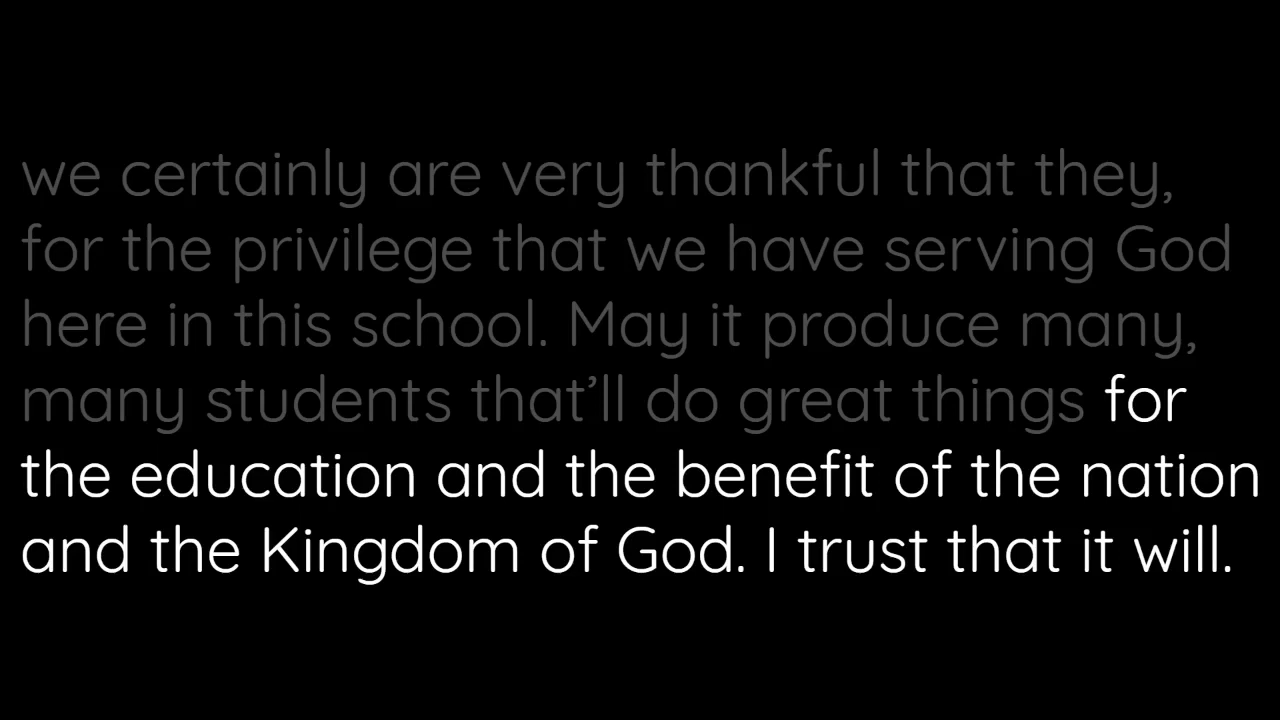 we certainly are very thankful that they,
for the privilege that we have serving God
here in this school. May it produce many,
many students that’ll do great things for
the education and the benefit of the nation
and the Kingdom of God. I trust that it will.